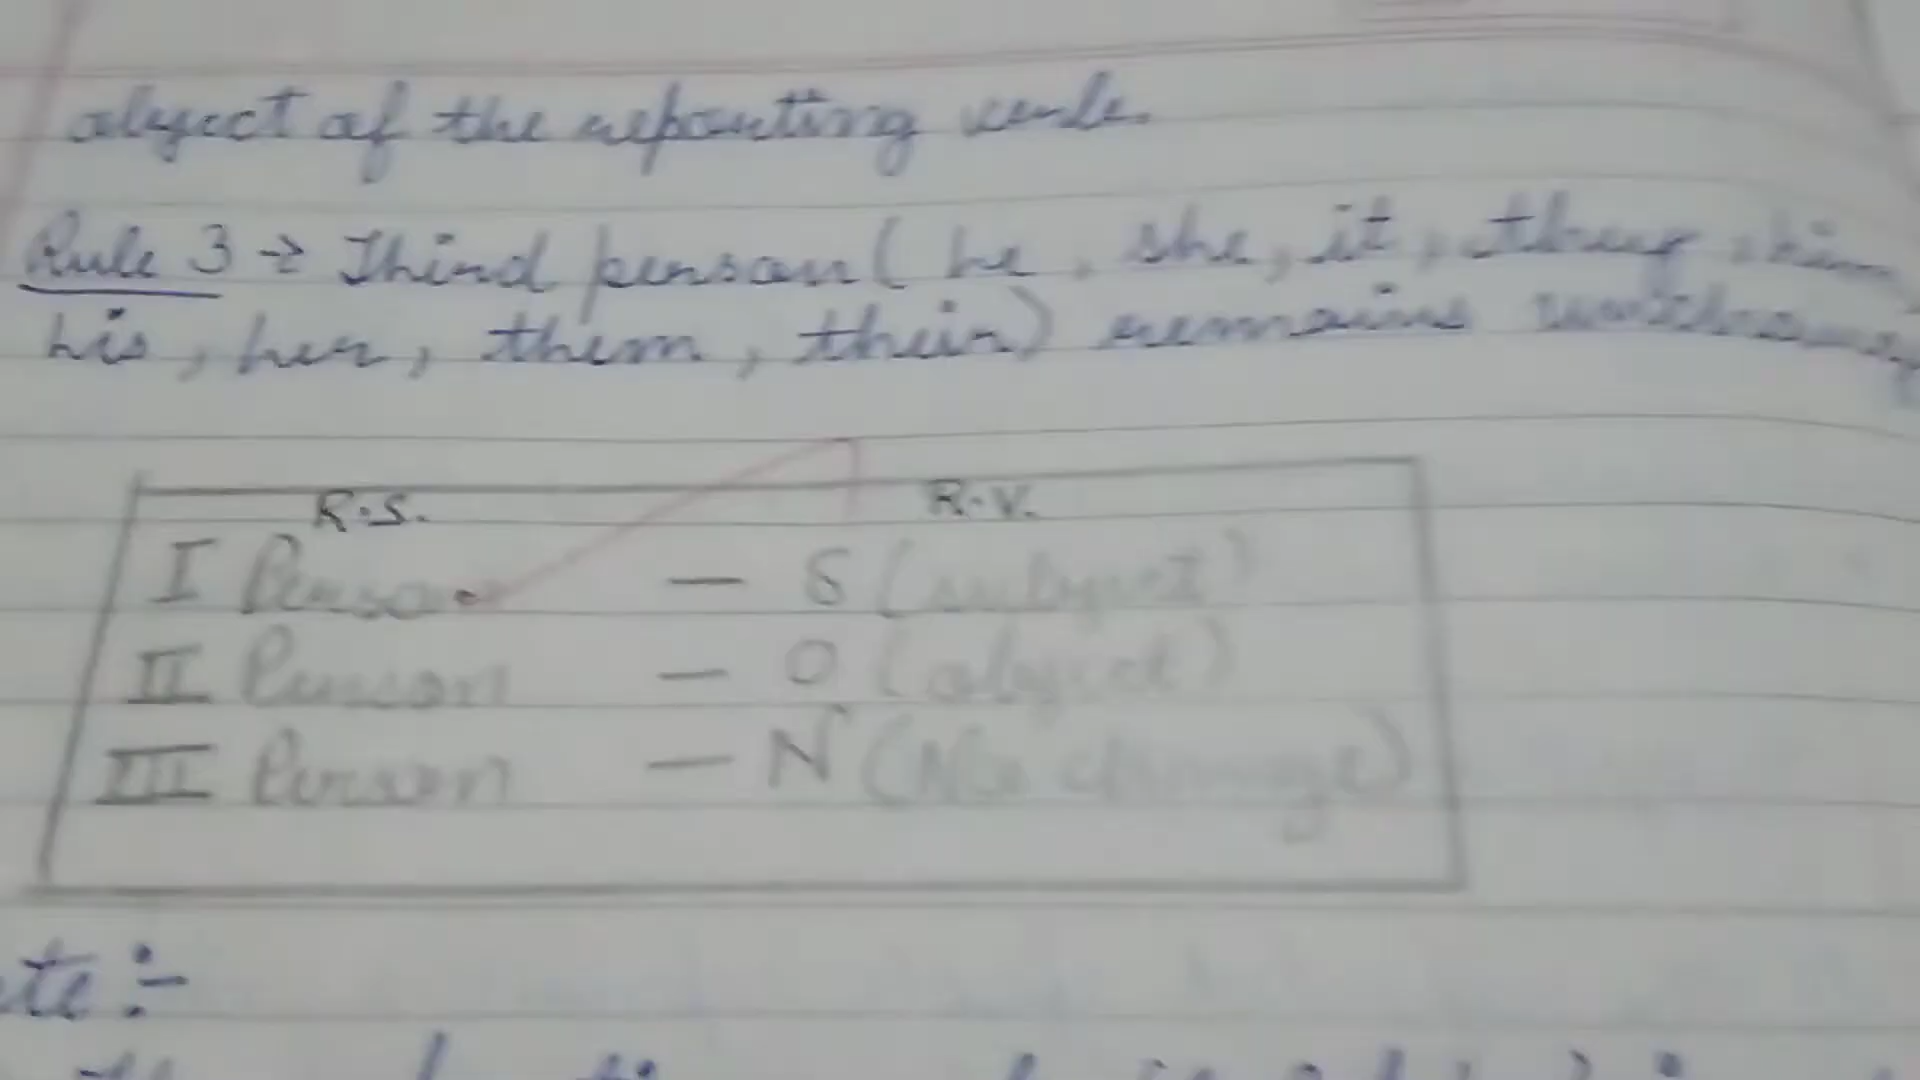 object of the reporting verb.
Rule 3 → Third person ( he, she, it, they, him,
his, her, them, their) remains
R.S. R.V.
I Person — S (subject)
II Person — O (object)
III Person — N (No change)